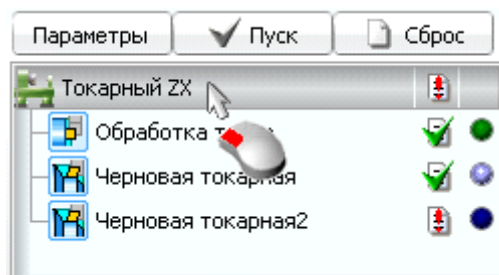 Параметры Пуск Сброс
Токарный ZX
Обработка
Черновая токарная
Черновая токарная2